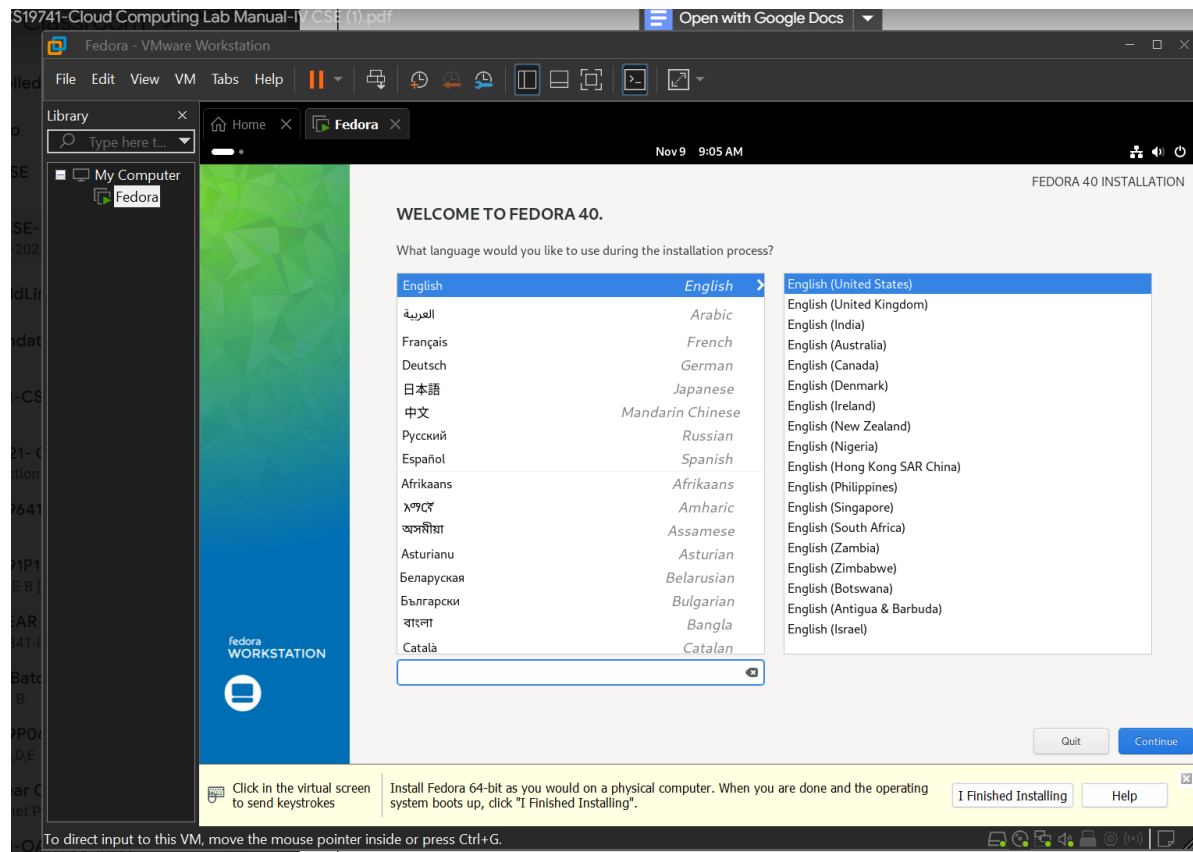 CS19741-Cloud Computing Lab Manual-IV CSE (1).pdf
Open with Google Docs
Fedora - VMware Workstation
File Edit View VM Tabs Help
Library
Type here t...
My Computer
Fedora
Home
Fedora
Nov 9 9:05 AM
FEDORA 40 INSTALLATION
WELCOME TO FEDORA 40.
What language would you like to use during the installation process?
English English
العربية Arabic
Français French
Deutsch German
日本語 Japanese
中文 Mandarin Chinese
Русский Russian
Español Spanish
Afrikaans Afrikaans
አማርኛ Amharic
অসমীয়া Assamese
Asturianu Asturian
Беларуская Belarusian
Български Bulgarian
বাংলা Bangla
Català Catalan
English (United States)
English (United Kingdom)
English (India)
English (Australia)
English (Canada)
English (Denmark)
English (Ireland)
English (New Zealand)
English (Nigeria)
English (Hong Kong SAR China)
English (Philippines)
English (Singapore)
English (South Africa)
English (Zambia)
English (Zimbabwe)
English (Botswana)
English (Antigua & Barbuda)
English (Israel)
fedora
WORKSTATION
Quit
Continue
Click in the virtual screen
to send keystrokes
Install Fedora 64-bit as you would on a physical computer. When you are done and the operating
system boots up, click "I Finished Installing".
I Finished Installing
Help
To direct input to this VM, move the mouse pointer inside or press Ctrl+G.